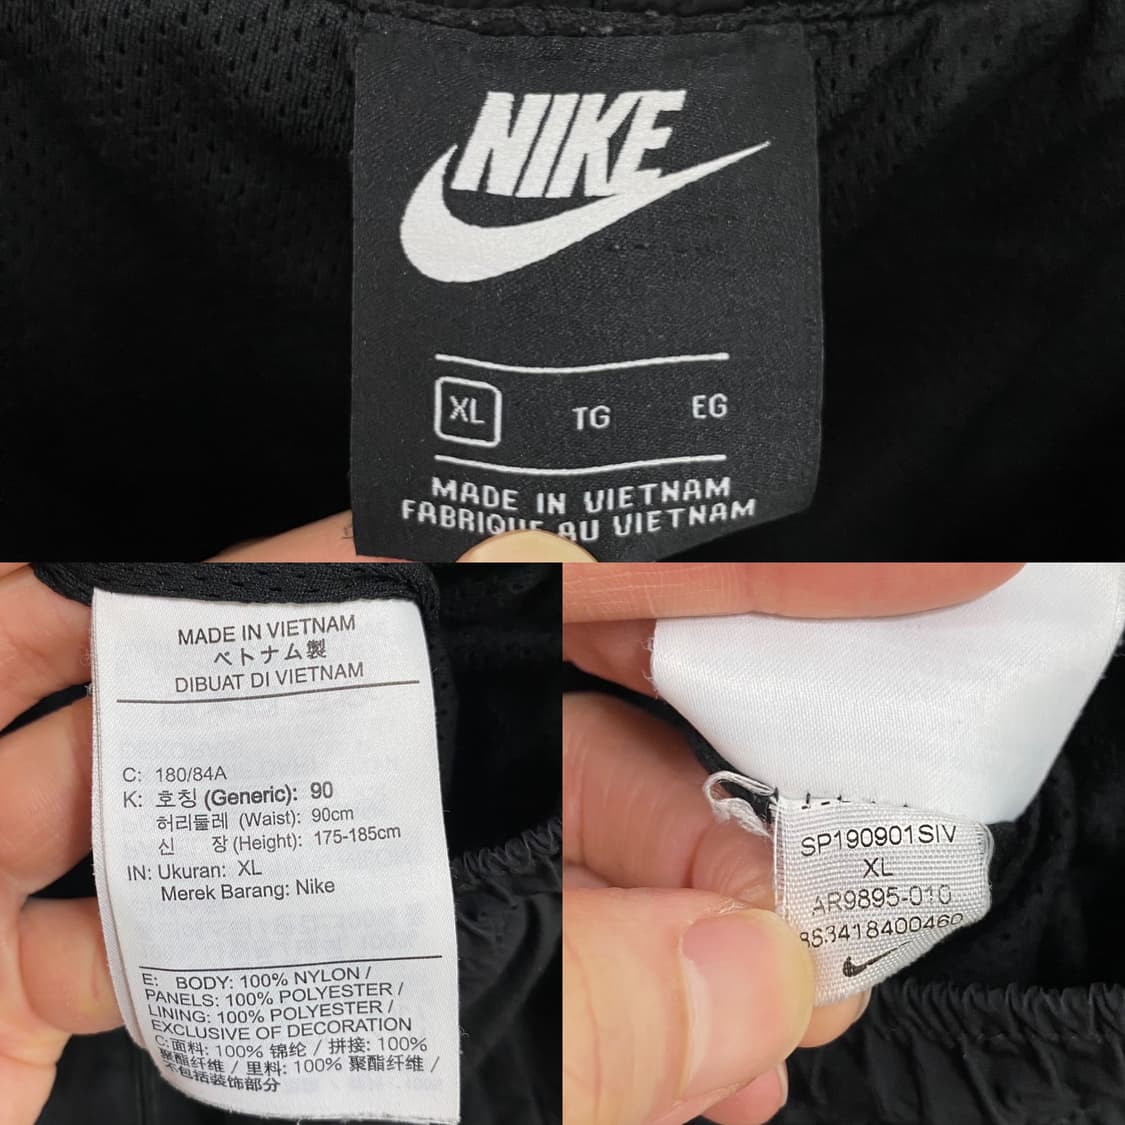 NIKE
XL TG EG
MADE IN VIETNAM
FABRIQUE AU VIETNAM
MADE IN VIETNAM
ベトナム製
DIBUAT DI VIETNAM
C: 180/84A
K: 호칭 (Generic): 90
허리둘레 (Waist): 90cm
신 장 (Height): 175-185cm
IN: Ukuran: XL
Merek Barang: Nike
E: BODY: 100% NYLON /
PANELS: 100% POLYESTER /
LINING: 100% POLYESTER /
EXCLUSIVE OF DECORATION
C:面料: 100% 锦纶 / 拼接: 100%
聚酯纤维 / 里料: 100% 聚酯纤维 /
不包括装饰部分
SP190901SIV
XL
AR9895-010